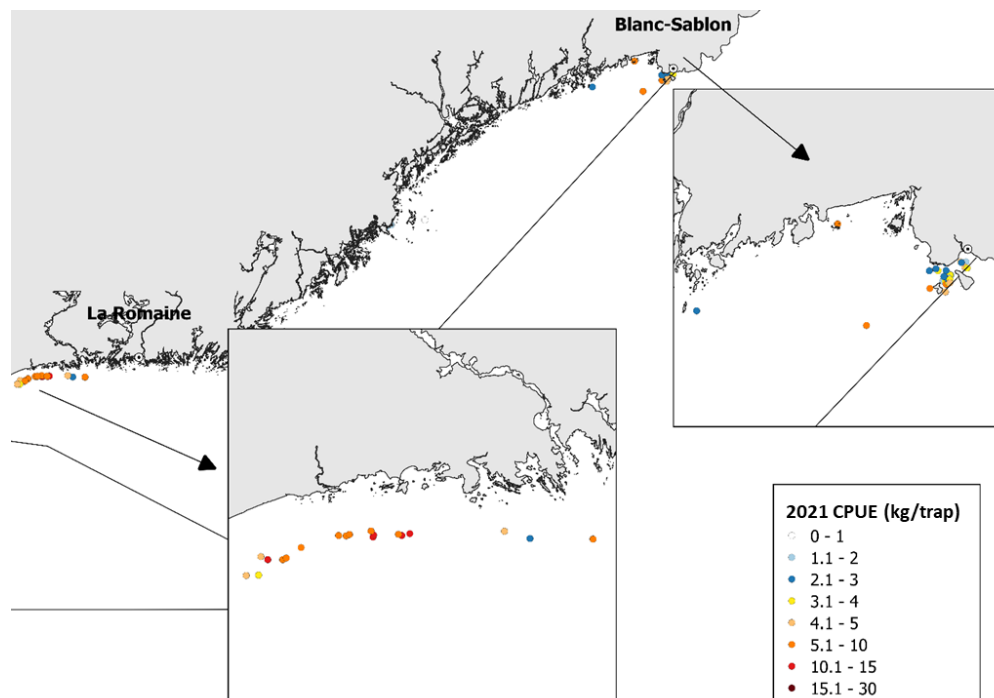 Blanc-Sablon
La Romaine
2021 CPUE (kg/trap)
0 - 1
1.1 - 2
2.1 - 3
3.1 - 4
4.1 - 5
5.1 - 10
10.1 - 15
15.1 - 30